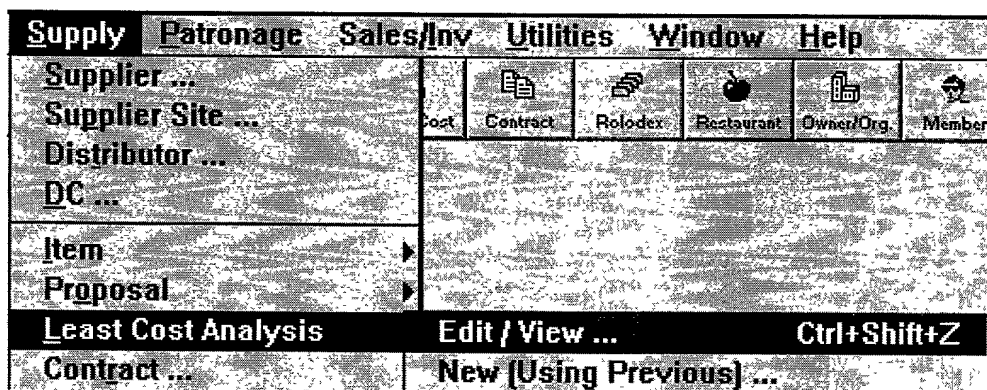 Supply Patronage Sales/Inv Utilities Window Help
Supplier ...
Supplier Site ...
Distributor ...
DC ...
Cost Contract Rolodex Restaurant Owner/Org. Member
Item
Proposal
Least Cost Analysis Edit / View ... Ctrl+Shift+Z
Contract ... New (Using Previous) ...